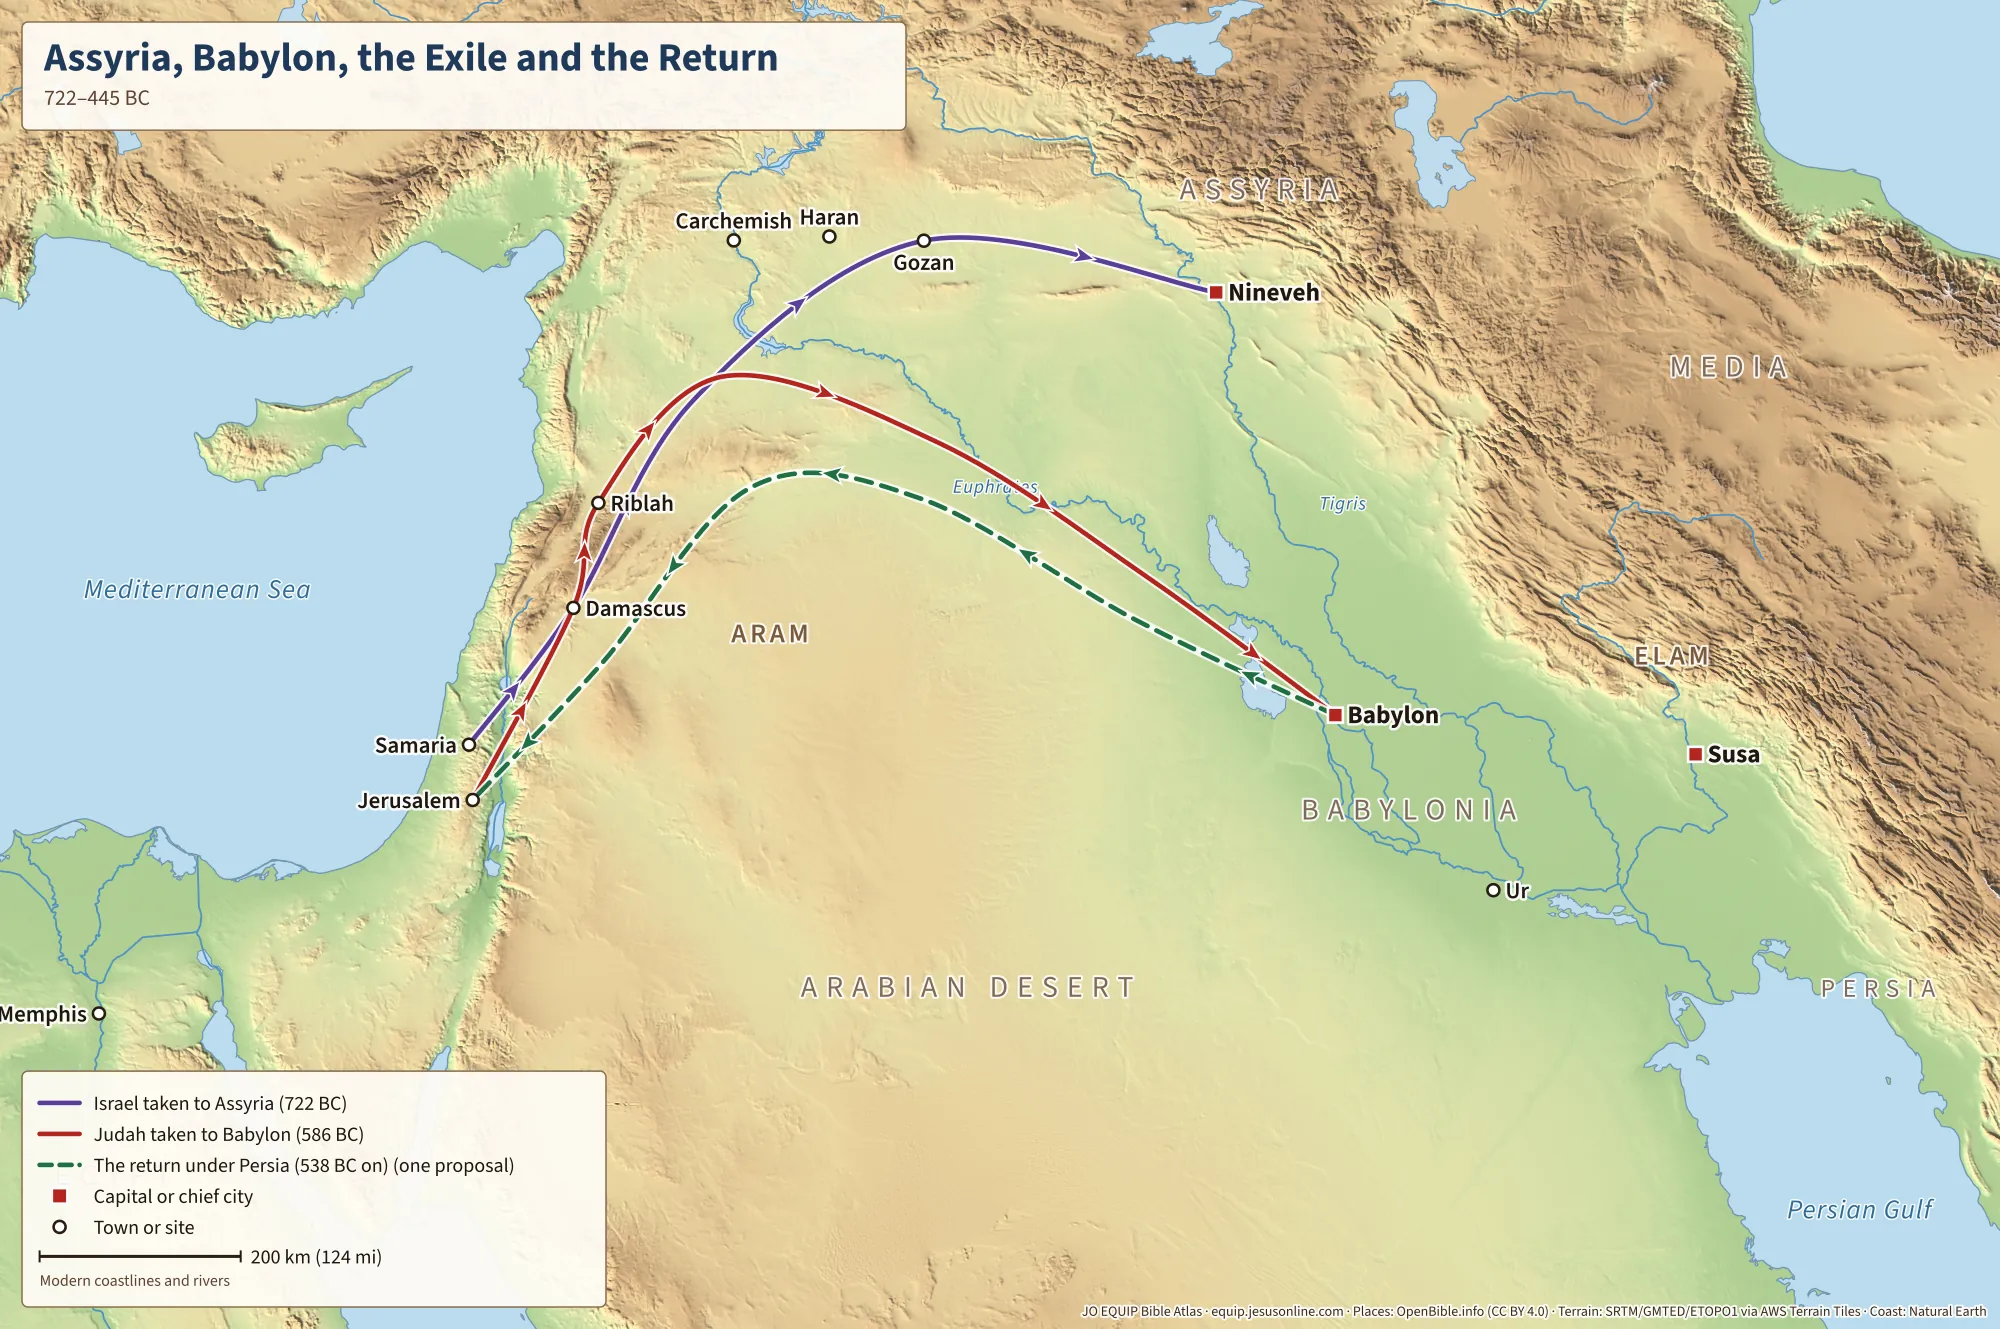 Assyria, Babylon, the Exile and the Return
722–445 BC
ASSYRIA
Carchemish
Haran
Gozan
Nineveh
MEDIA
Euphrates
Riblah
Tigris
Mediterranean Sea
Damascus
ARAM
ELAM
Babylon
Samaria
Susa
Jerusalem
BABYLONIA
Ur
ARABIAN DESERT
PERSIA
Memphis
Israel taken to Assyria (722 BC)
Judah taken to Babylon (586 BC)
The return under Persia (538 BC on) (one proposal)
Capital or chief city
Town or site
200 km (124 mi)
Modern coastlines and rivers
Persian Gulf
JO EQUIP Bible Atlas · equip.jesusonline.com · Places: OpenBible.info (CC BY 4.0) · Terrain: SRTM/GMTED/ETOPO1 via AWS Terrain Tiles · Coast: Natural Earth